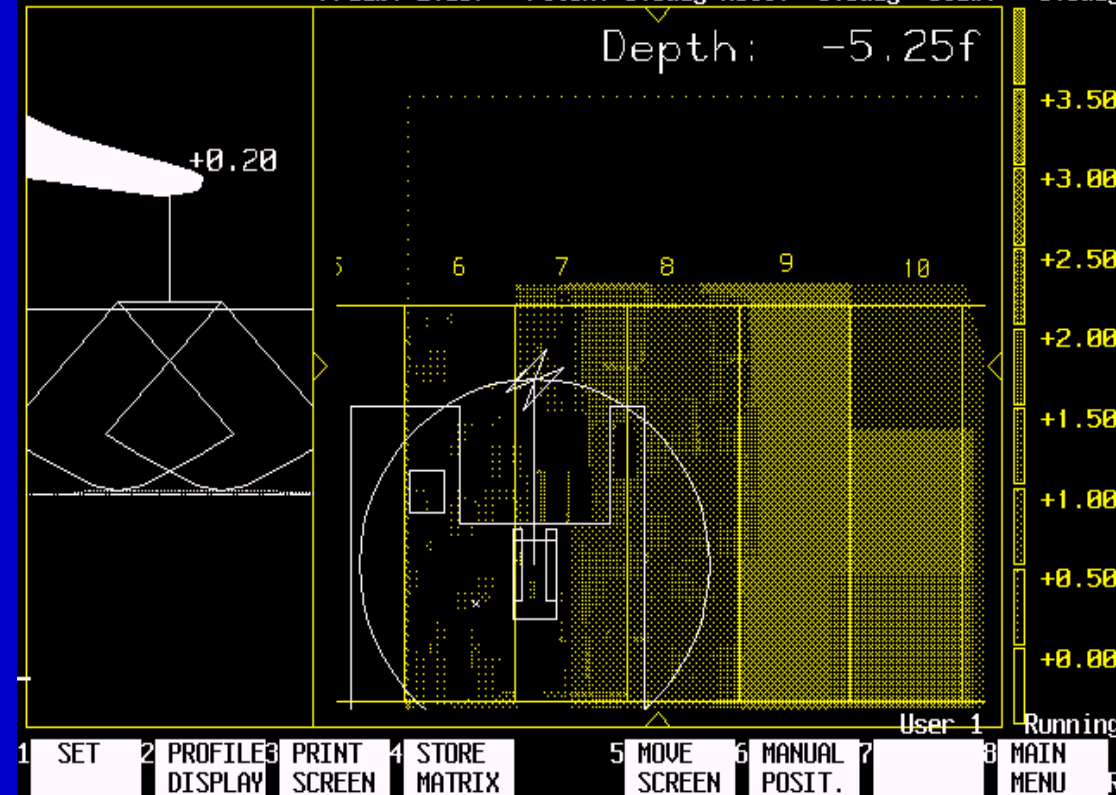 Depth: -5.25f
+3.50
+0.20
+3.00
5 6 7 8 9 10
+2.50
+2.00
+1.50
+1.00
+0.50
+0.00
User 1 Running
1 SET 2 PROFILE DISPLAY 3 PRINT SCREEN 4 STORE MATRIX 5 MOVE SCREEN 6 MANUAL POSIT. 7 8 MAIN MENU